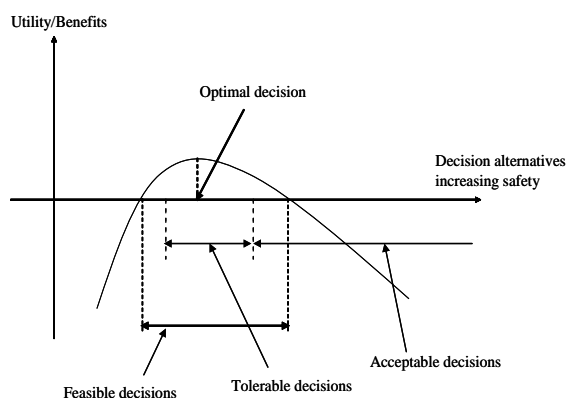 Utility/Benefits
Optimal decision
Decision alternatives
increasing safety
Acceptable decisions
Tolerable decisions
Feasible decisions